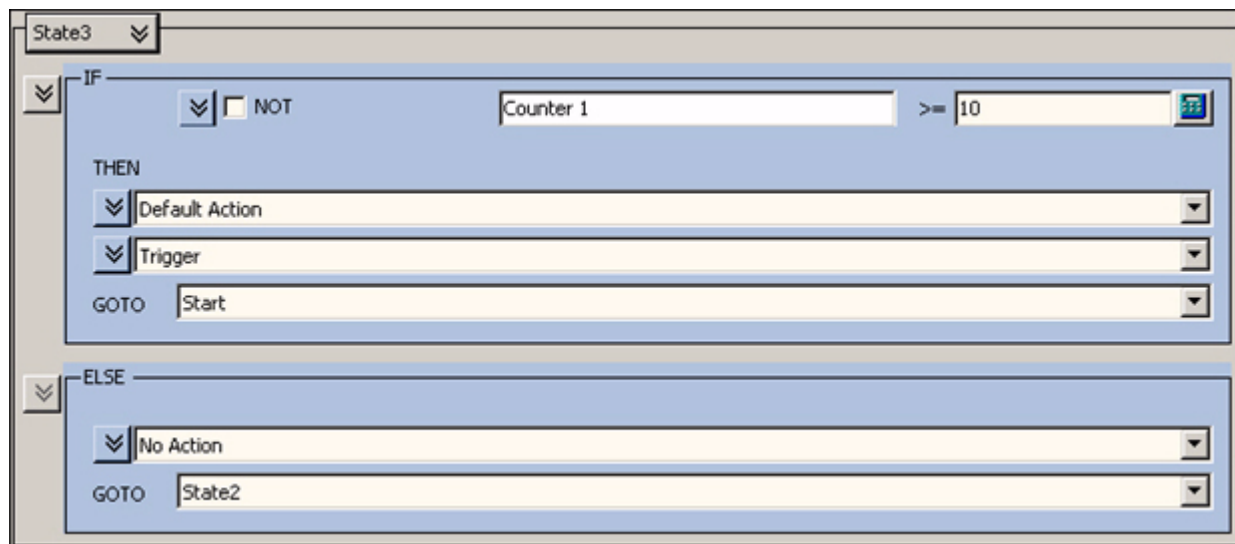 State3
IF
NOT Counter 1 >= 10
THEN
Default Action
Trigger
GOTO Start
ELSE
No Action
GOTO State2